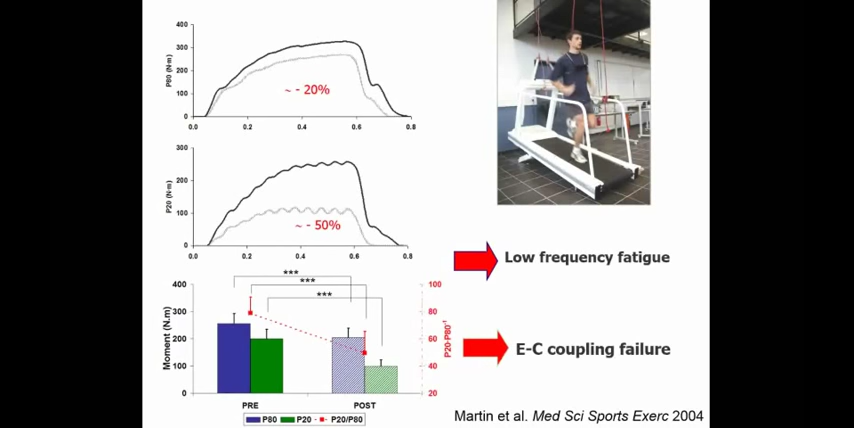 400
300
200
100
0
P80 (N·m)
~ - 20%
0.0 0.2 0.4 0.6 0.8
300
200
100
0
P20 (N·m)
~ - 50%
0.0 0.2 0.4 0.6 0.8
Low frequency fatigue
***
***
***
400
300
200
100
0
Moment (N.m)
100
80
60
40
20
P20·P80⁻¹
E-C coupling failure
PRE POST
P80 P20 P20/P80
Martin et al. Med Sci Sports Exerc 2004